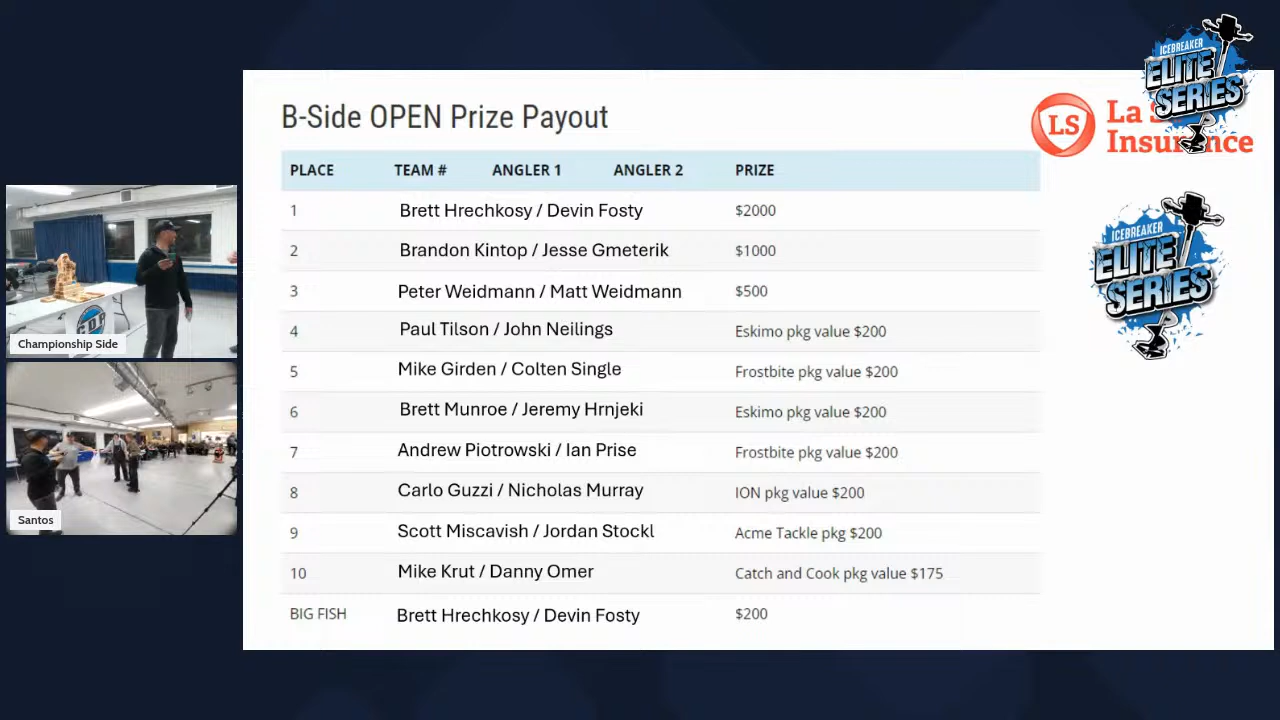 ICEBREAKER
ELITE
SERIES
B-Side OPEN Prize Payout
LS
La
Insurance
PLACE TEAM # ANGLER 1 ANGLER 2 PRIZE
1 Brett Hrechkosy / Devin Fosty $2000
2 Brandon Kintop / Jesse Gmeterik $1000
3 Peter Weidmann / Matt Weidmann $500
4 Paul Tilson / John Neilings Eskimo pkg value $200
5 Mike Girden / Colten Single Frostbite pkg value $200
6 Brett Munroe / Jeremy Hrnjeki Eskimo pkg value $200
7 Andrew Piotrowski / Ian Prise Frostbite pkg value $200
8 Carlo Guzzi / Nicholas Murray ION pkg value $200
9 Scott Miscavish / Jordan Stockl Acme Tackle pkg $200
10 Mike Krut / Danny Omer Catch and Cook pkg value $175
BIG FISH Brett Hrechkosy / Devin Fosty $200
ICEBREAKER
ELITE
SERIES
Championship Side
Santos